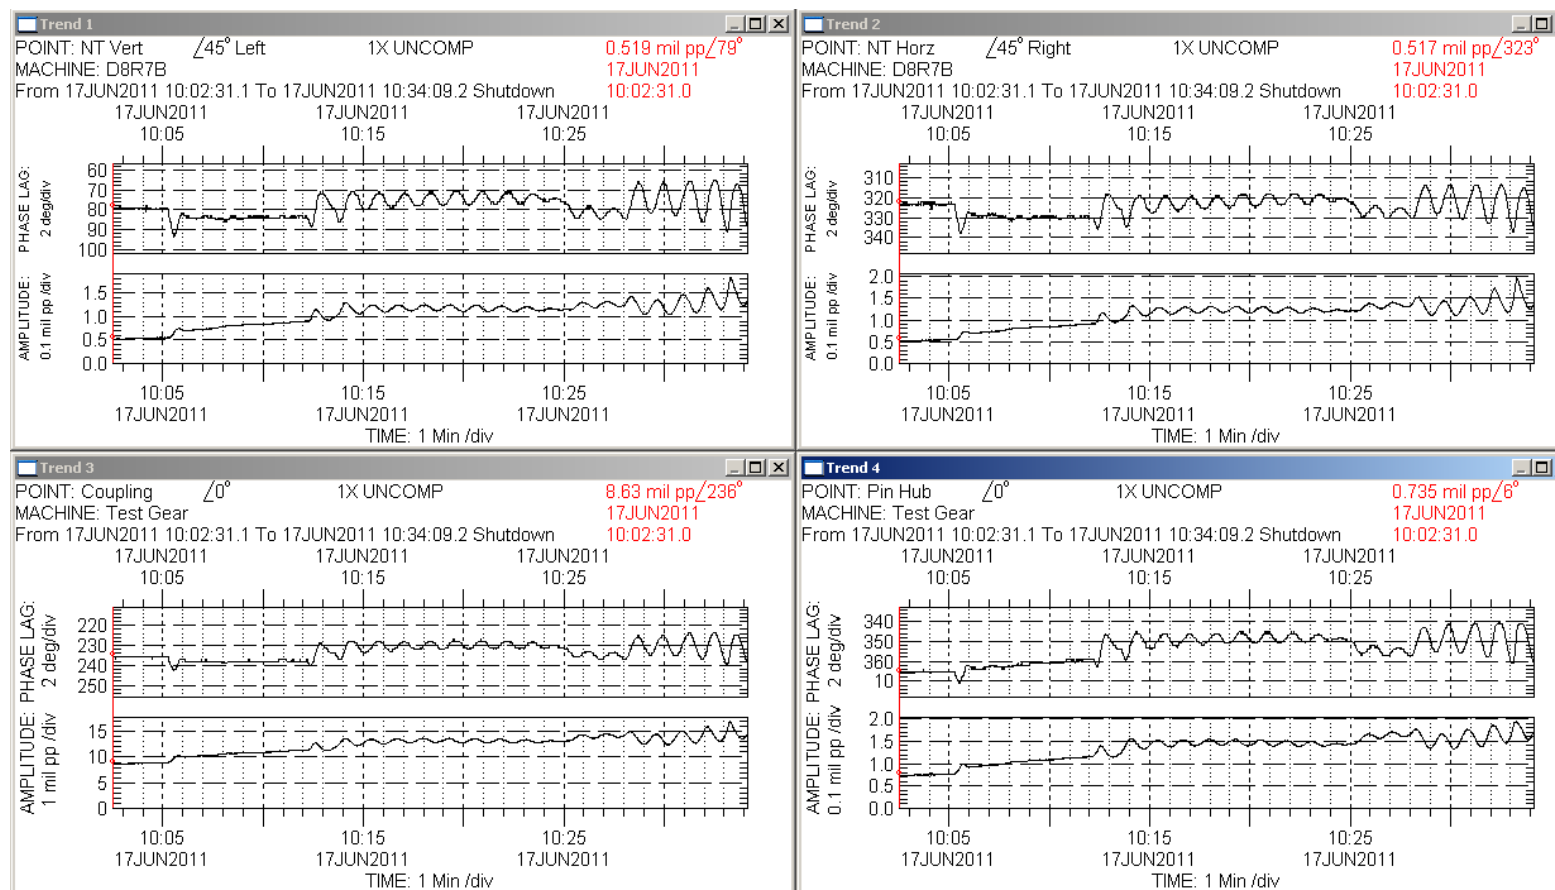 Trend 1
POINT: NT Vert ∠45° Left 1X UNCOMP 0.519 mil pp/79°
MACHINE: D8R7B 17JUN2011
From 17JUN2011 10:02:31.1 To 17JUN2011 10:34:09.2 Shutdown 10:02:31.0
17JUN2011 17JUN2011 17JUN2011
10:05 10:15 10:25
PHASE LAG:
2 deg/div
60
70
80
90
100
AMPLITUDE:
0.1 mil pp /div
1.5
1.0
0.5
0.0
10:05 10:15 10:25
17JUN2011 17JUN2011 17JUN2011
TIME: 1 Min /div
Trend 2
POINT: NT Horz ∠45° Right 1X UNCOMP 0.517 mil pp/323°
MACHINE: D8R7B 17JUN2011
From 17JUN2011 10:02:31.1 To 17JUN2011 10:34:09.2 Shutdown 10:02:31.0
17JUN2011 17JUN2011 17JUN2011
10:05 10:15 10:25
PHASE LAG:
2 deg/div
310
320
330
340
AMPLITUDE:
0.1 mil pp /div
2.0
1.5
1.0
0.5
0.0
10:05 10:15 10:25
17JUN2011 17JUN2011 17JUN2011
TIME: 1 Min /div
Trend 3
POINT: Coupling ∠0° 1X UNCOMP 8.63 mil pp/236°
MACHINE: Test Gear 17JUN2011
From 17JUN2011 10:02:31.1 To 17JUN2011 10:34:09.2 Shutdown 10:02:31.0
17JUN2011 17JUN2011 17JUN2011
10:05 10:15 10:25
PHASE LAG:
2 deg/div
220
230
240
250
AMPLITUDE:
1 mil pp /div
15
10
5
0
10:05 10:15 10:25
17JUN2011 17JUN2011 17JUN2011
TIME: 1 Min /div
Trend 4
POINT: Pin Hub ∠0° 1X UNCOMP 0.735 mil pp/6°
MACHINE: Test Gear 17JUN2011
From 17JUN2011 10:02:31.1 To 17JUN2011 10:34:09.2 Shutdown 10:02:31.0
17JUN2011 17JUN2011 17JUN2011
10:05 10:15 10:25
PHASE LAG:
2 deg/div
340
350
360
10
AMPLITUDE:
0.1 mil pp /div
2.0
1.5
1.0
0.5
0.0
10:05 10:15 10:25
17JUN2011 17JUN2011 17JUN2011
TIME: 1 Min /div